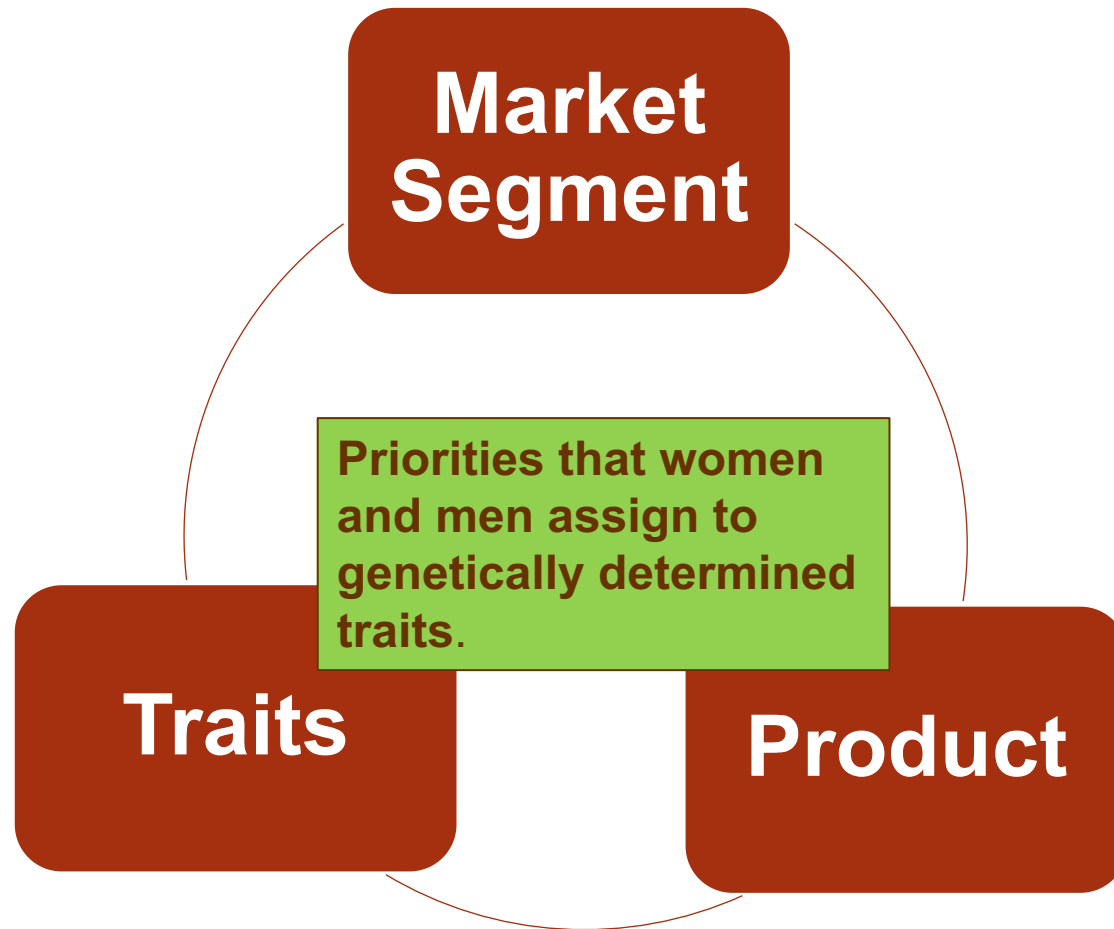 Market
Segment
Priorities that women
and men assign to
genetically determined
traits.
Traits
Product